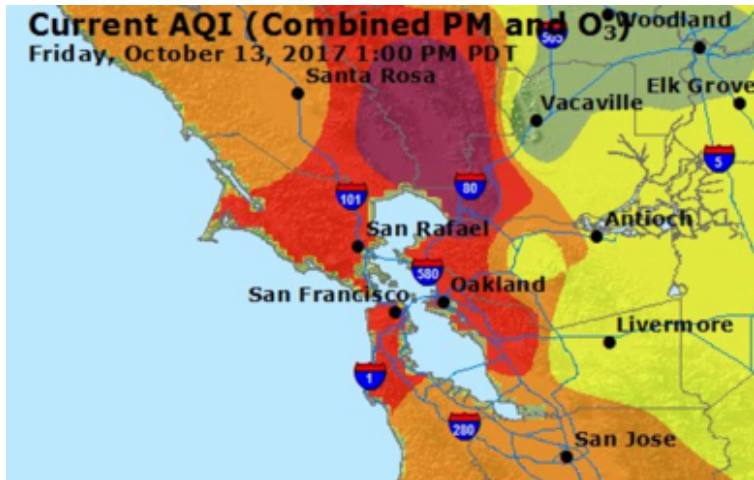 Current AQI (Combined PM and O3)
Friday, October 13, 2017 1:00 PM PDT
Woodland
505
Santa Rosa
Elk Grove
Vacaville
5
80
101
Antioch
San Rafael
580
San Francisco
Oakland
Livermore
1
280
San Jose